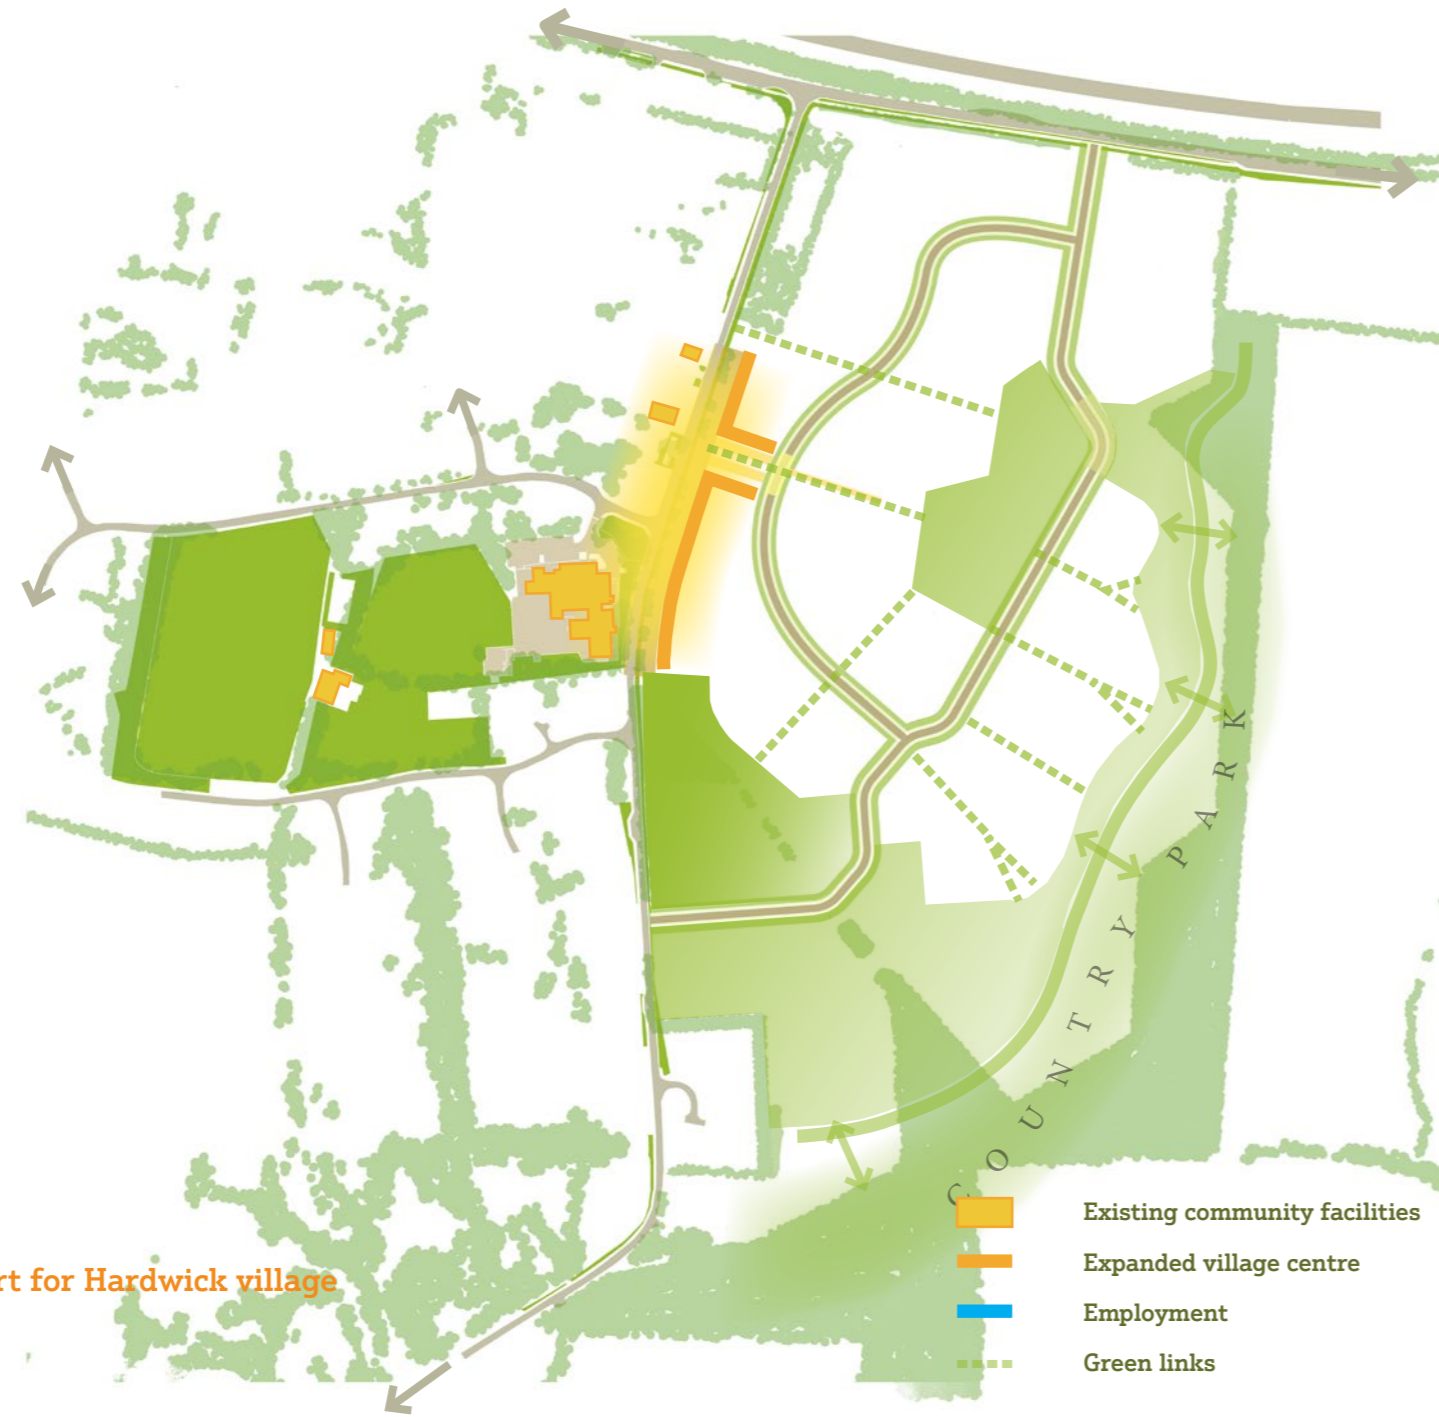 COUNTRY PARK
Existing community facilities
Expanded village centre
Employment
Green links
rt for Hardwick village